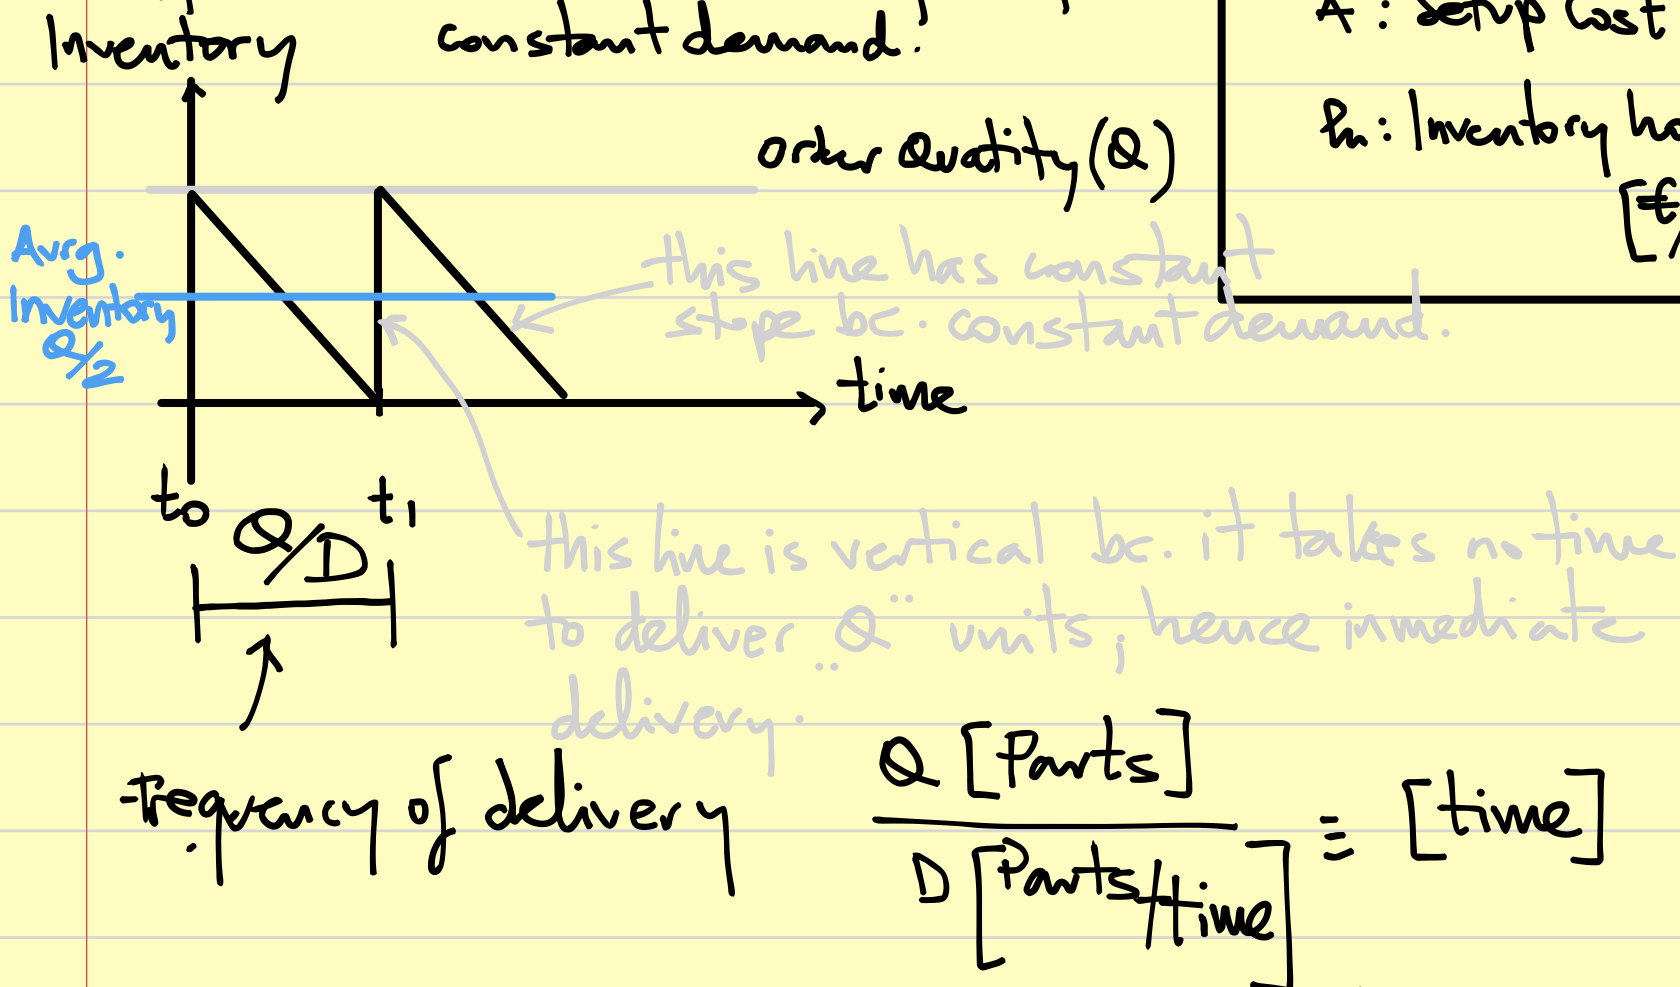 Inventory
constant demand.
A : Setup Cost
h : Inventory ho
[€/
Order Quatity (Q)
Avrg.
Inventory
Q/2
this line has constant
slope bc. constant demand.
time
t0
t1
Q/D
this line is vertical bc. it takes no time
to deliver "Q" units, hence immediate
delivery.
Frequency of delivery
Q [Parts]
D [Parts/time]
≡ [time]